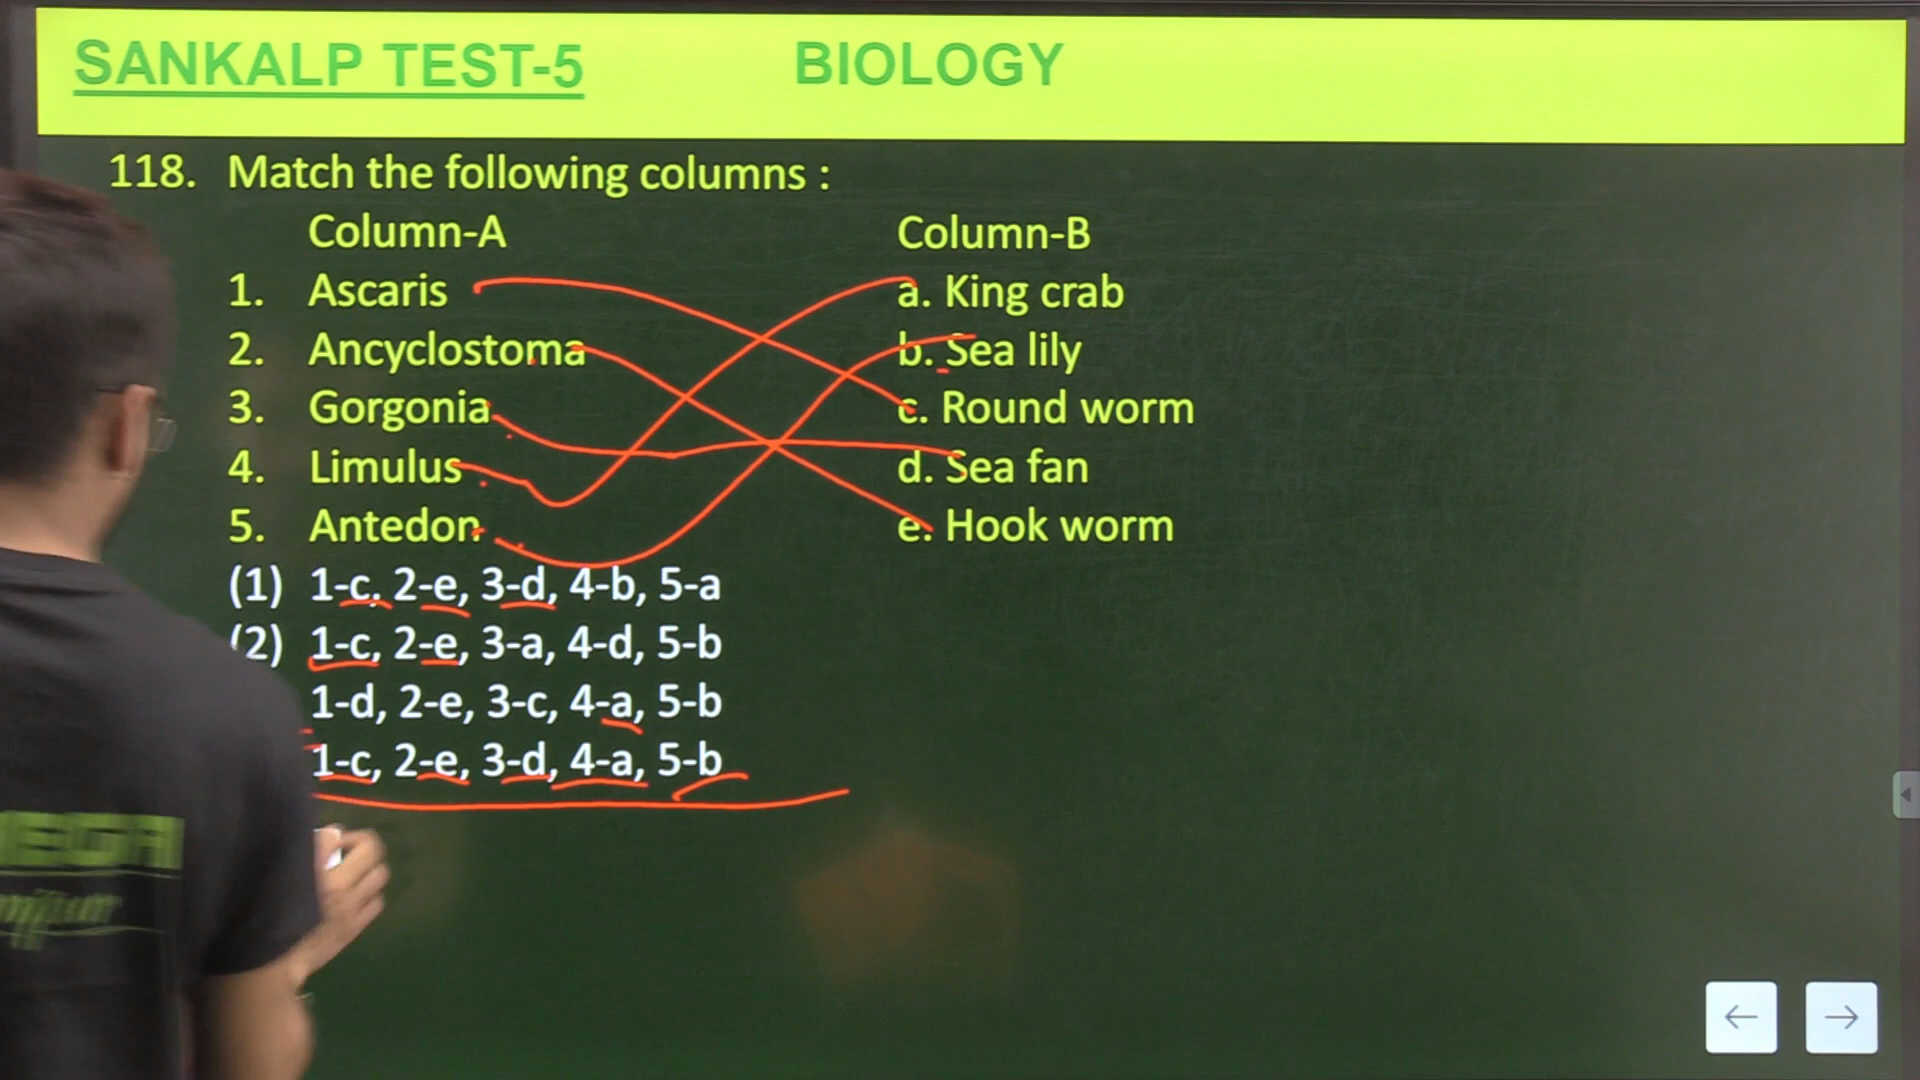 SANKALP TEST-5 BIOLOGY
118. Match the following columns :
Column-A Column-B
1. Ascaris a. King crab
2. Ancyclostoma b. Sea lily
3. Gorgonia c. Round worm
4. Limulus d. Sea fan
5. Antedon e. Hook worm
(1) 1-c, 2-e, 3-d, 4-b, 5-a
(2) 1-c, 2-e, 3-a, 4-d, 5-b
1-d, 2-e, 3-c, 4-a, 5-b
1-c, 2-e, 3-d, 4-a, 5-b